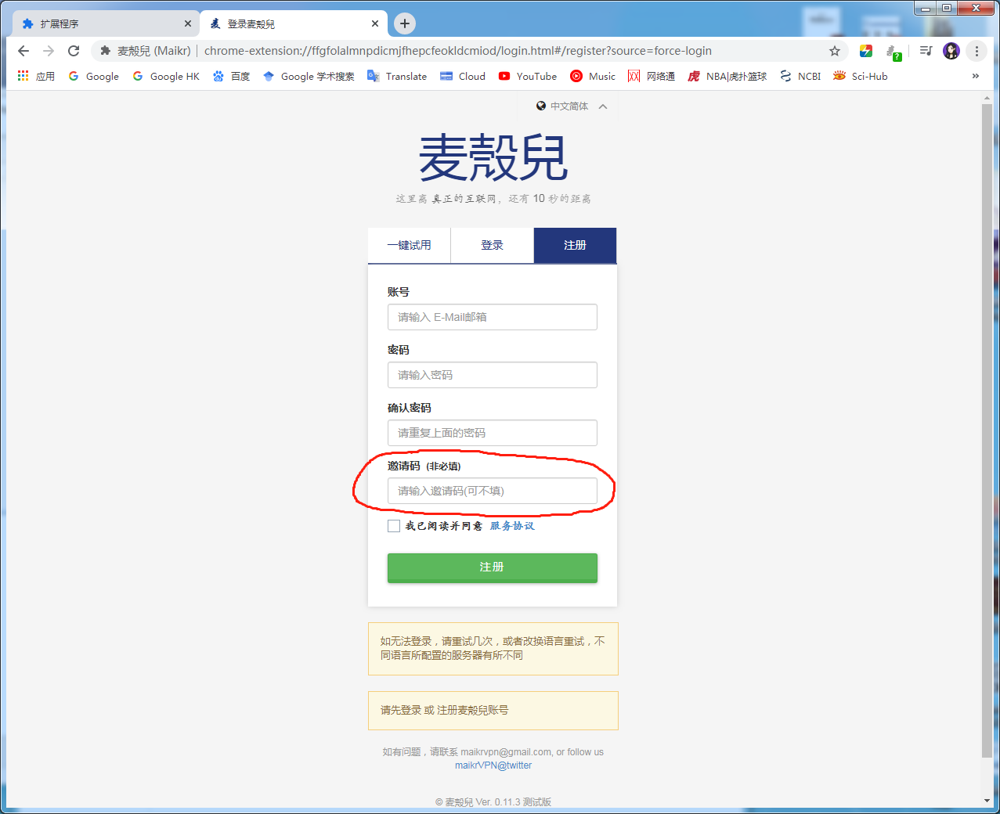 扩展程序
登录麦殻兒
麦殻兒 (Maikr) | chrome-extension://ffgfolalmnpdicmjfhepcfeokldcmiod/login.html#/register?source=force-login
应用 Google Google HK 百度 Google 学术搜索 Translate Cloud YouTube Music 网络通 NBA|虎扑篮球 NCBI Sci-Hub »
中文简体
麦殻兒
这里离 真正的互联网，还有 10 秒的距离
一键试用 登录 注册
账号
请输入 E-Mail邮箱
密码
请输入密码
确认密码
请重复上面的密码
邀请码 (非必填)
请输入邀请码(可不填)
我已阅读并同意 服务协议
注册
如无法登录，请重试几次，或者改换语言重试，不
同语言所配置的服务器有所不同
请先登录 或 注册麦殻兒账号
如有问题，请联系 maikrvpn@gmail.com, or follow us
maikrVPN@twitter
© 麦殻兒 Ver. 0.11.3 测试版